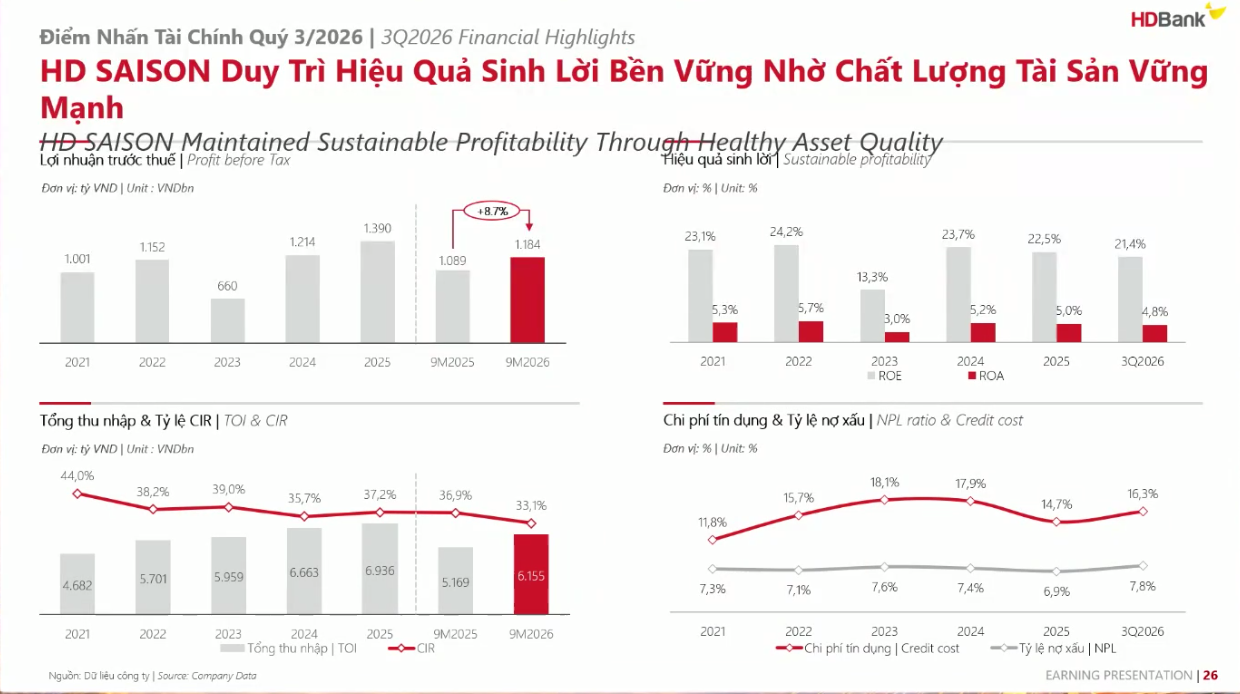 HDBank
Điểm Nhấn Tài Chính Quý 3/2026 | 3Q2026 Financial Highlights
HD SAISON Duy Trì Hiệu Quả Sinh Lời Bền Vững Nhờ Chất Lượng Tài Sản Vững
Mạnh
HD SAISON Maintained Sustainable Profitability Through Healthy Asset Quality
Lợi nhuận trước thuế | Profit before Tax
Đơn vị: tỷ VND | Unit : VNDbn
+8.7%
1.001
1.152
660
1.214
1.390
1.089
1.184
2021
2022
2023
2024
2025
9M2025
9M2026
Hiệu quả sinh lời | Sustainable profitability
Đơn vị: % | Unit: %
23,1%
24,2%
13,3%
23,7%
22,5%
21,4%
5,3%
5,7%
3,0%
5,2%
5,0%
4,8%
2021
2022
2023
2024
2025
3Q2026
ROE
ROA
Tổng thu nhập & Tỷ lệ CIR | TOI & CIR
Đơn vị: tỷ VND | Unit : VNDbn
44,0%
38,2%
39,0%
35,7%
37,2%
36,9%
33,1%
4.682
5.701
5.959
6.663
6.936
5.169
6.155
2021
2022
2023
2024
2025
9M2025
9M2026
Tổng thu nhập | TOI
CIR
Chi phí tín dụng & Tỷ lệ nợ xấu | NPL ratio & Credit cost
Đơn vị: % | Unit: %
11,8%
15,7%
18,1%
17,9%
14,7%
16,3%
7,3%
7,1%
7,6%
7,4%
6,9%
7,8%
2021
2022
2023
2024
2025
3Q2026
Chi phí tín dụng | Credit cost
Tỷ lệ nợ xấu | NPL
Nguồn: Dữ liệu công ty | Source: Company Data
EARNING PRESENTATION | 26